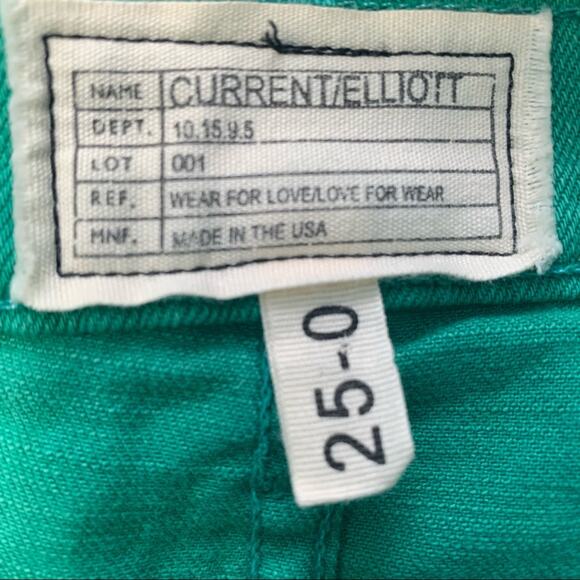 NAME CURRENT/ELLIOTT
DEPT. 10.15.9.5
LOT 001
REF. WEAR FOR LOVE/LOVE FOR WEAR
MNF. MADE IN THE USA
25-0